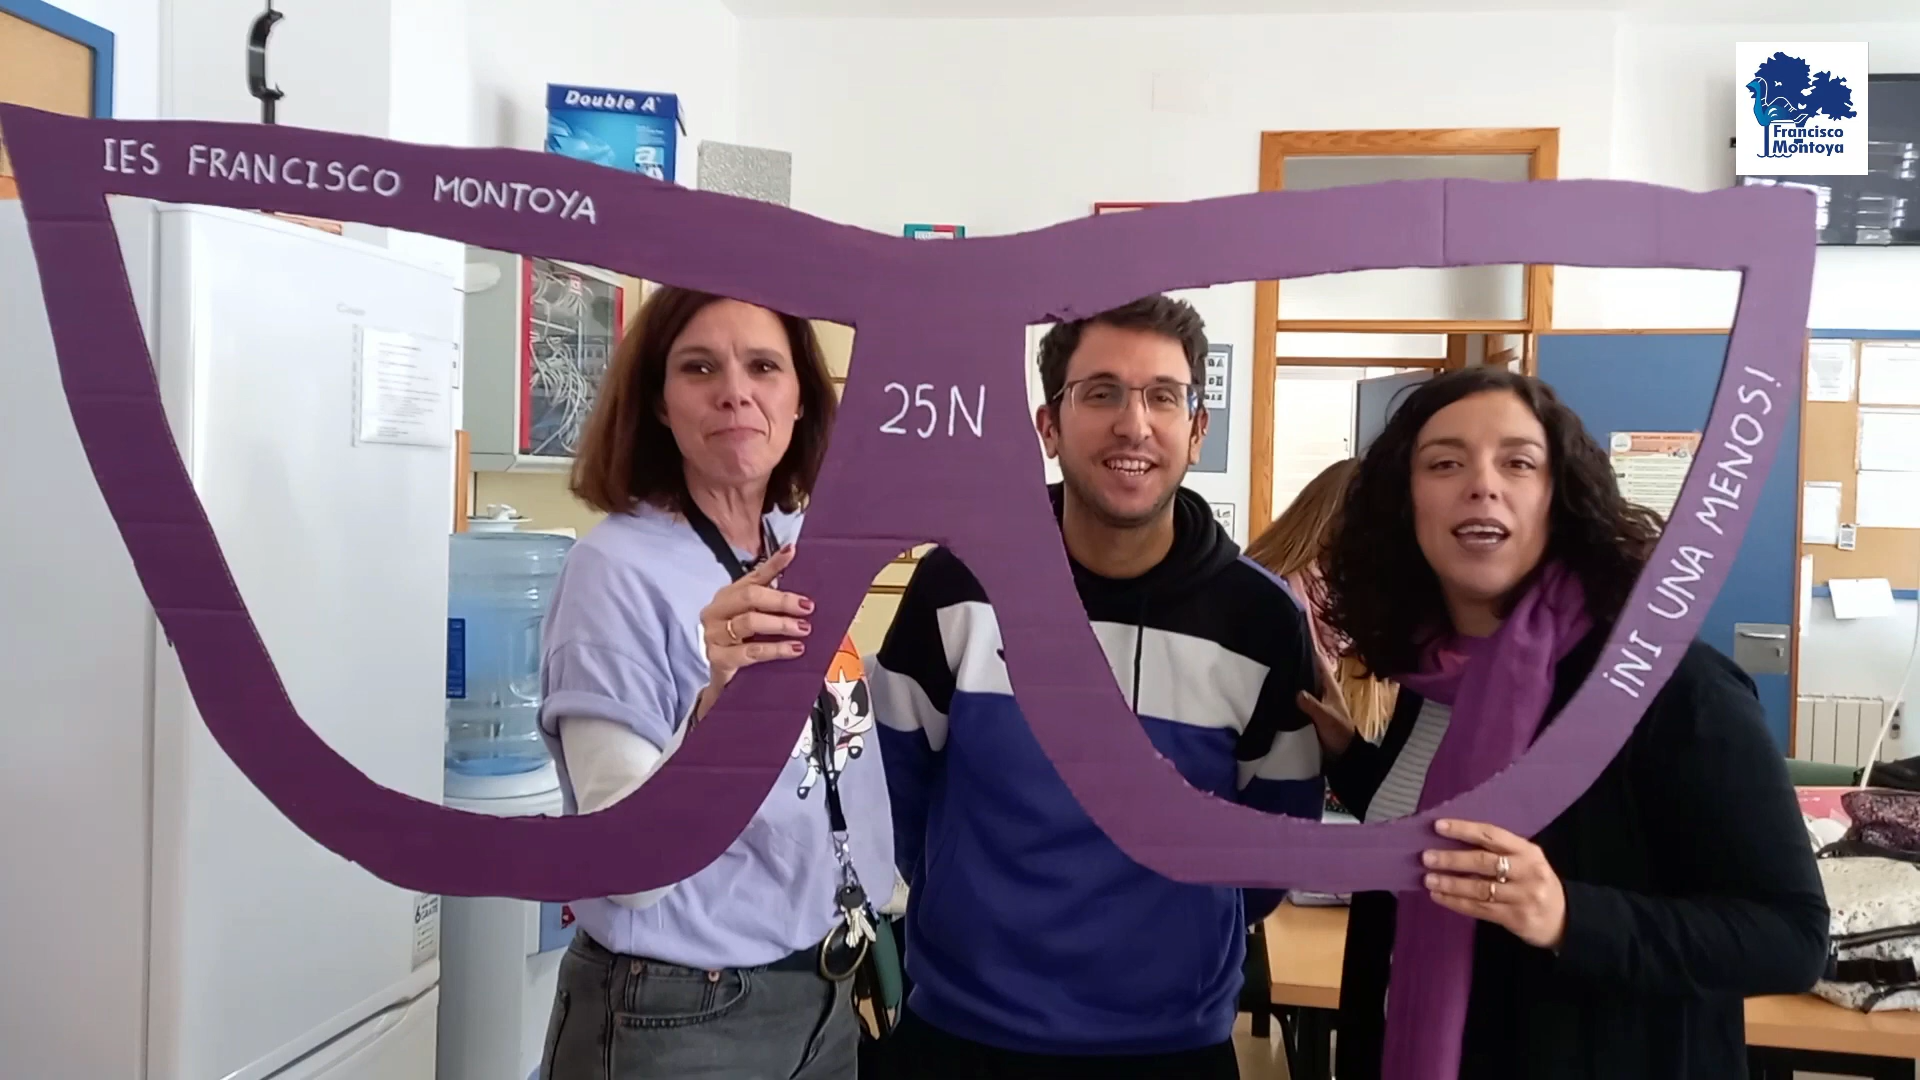 Double A
Francisco
Montoya
IES FRANCISCO MONTOYA
25N
¡NI UNA MENOS!